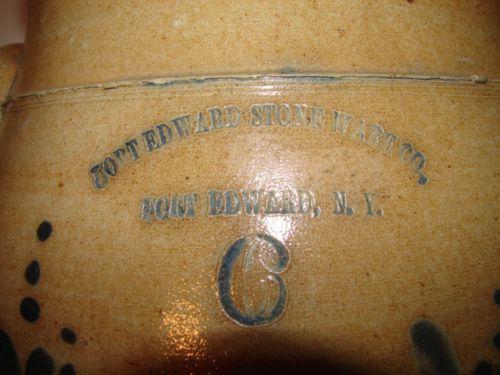 FORT EDWARD STONE WARE CO,
FORT EDWARD, N. Y.
6